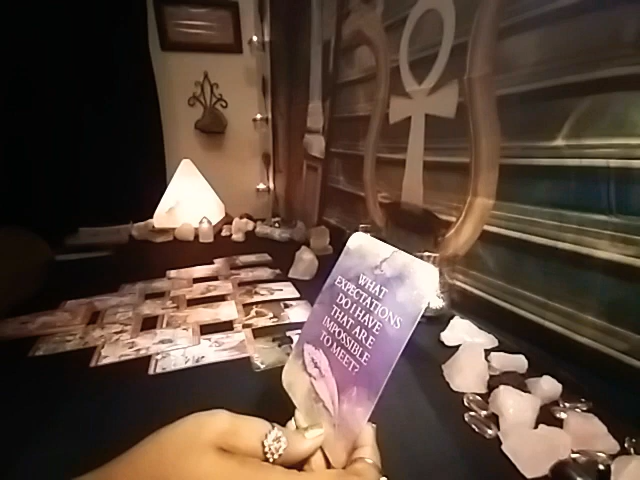 WHAT
EXPECTATIONS
DO I HAVE
THAT ARE
IMPOSSIBLE
TO MEET?